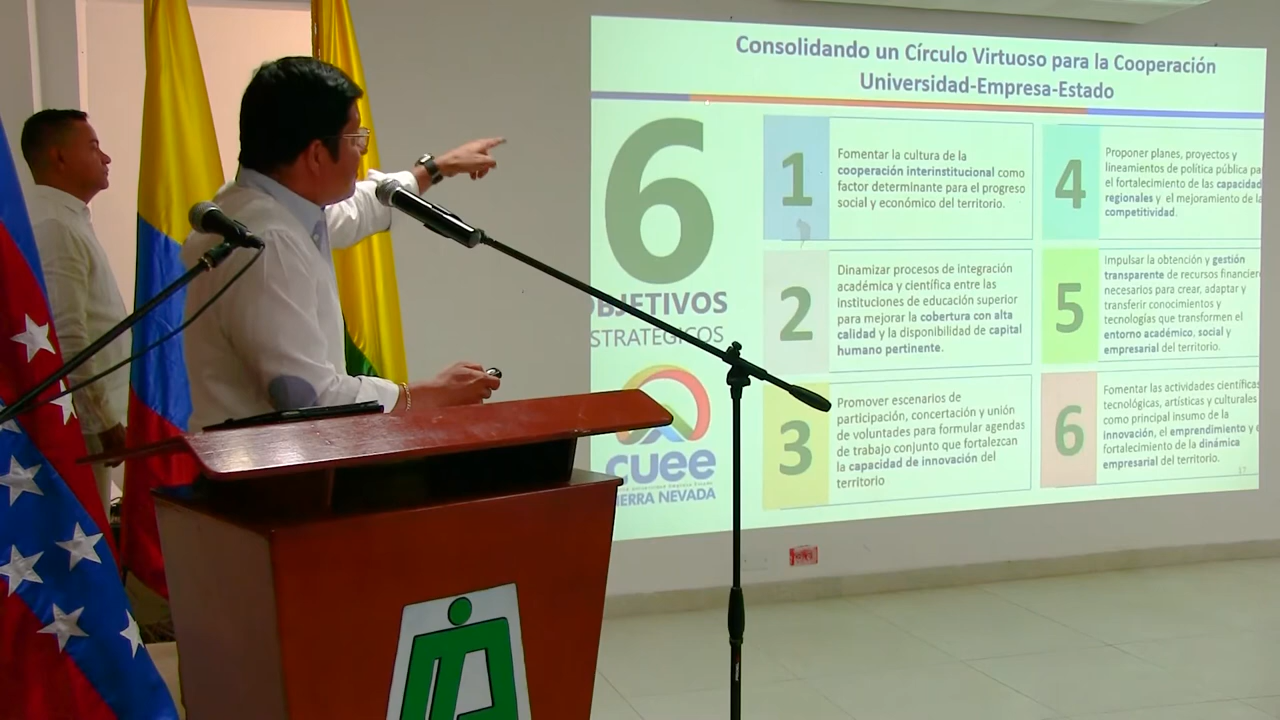 Consolidando un Círculo Virtuoso para la Cooperación
Universidad-Empresa-Estado
6
OBJETIVOS
ESTRATÉGICOS
cuee
SIERRA NEVADA
1
Fomentar la cultura de la
cooperación interinstitucional como
factor determinante para el progreso
social y económico del territorio.
2
Dinamizar procesos de integración
académica y científica entre las
instituciones de educación superior
para mejorar la cobertura con alta
calidad y la disponibilidad de capital
humano pertinente.
3
Promover escenarios de
participación, concertación y unión
de voluntades para formular agendas
de trabajo conjunto que fortalezcan
la capacidad de innovación del
territorio
4
Proponer planes, proyectos y
lineamientos de política pública pa
el fortalecimiento de las capacidad
regionales y el mejoramiento de la
competitividad.
5
Impulsar la obtención y gestión
transparente de recursos financier
necesarios para crear, adaptar y
transferir conocimientos y
tecnologías que transformen el
entorno académico, social y
empresarial del territorio.
6
Fomentar las actividades científicas
tecnológicas, artísticas y culturales
como principal insumo de la
innovación, el emprendimiento y e
fortalecimiento de la dinámica
empresarial del territorio.